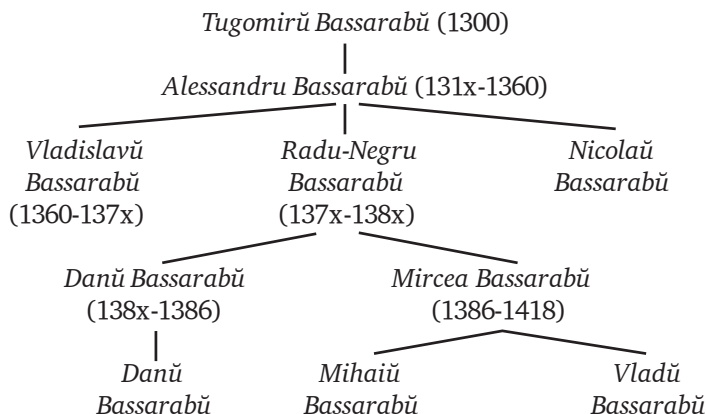 Tugomirŭ Bassarabŭ (1300)
Alessandru Bassarabŭ (131x-1360)
Vladislavŭ
Bassarabŭ
(1360-137x)
Radu-Negru
Bassarabŭ
(137x-138x)
Nicolaŭ
Bassarabŭ
Danŭ Bassarabŭ
(138x-1386)
Mircea Bassarabŭ
(1386-1418)
Danŭ
Bassarabŭ
Mihaiŭ
Bassarabŭ
Vladŭ
Bassarabŭ